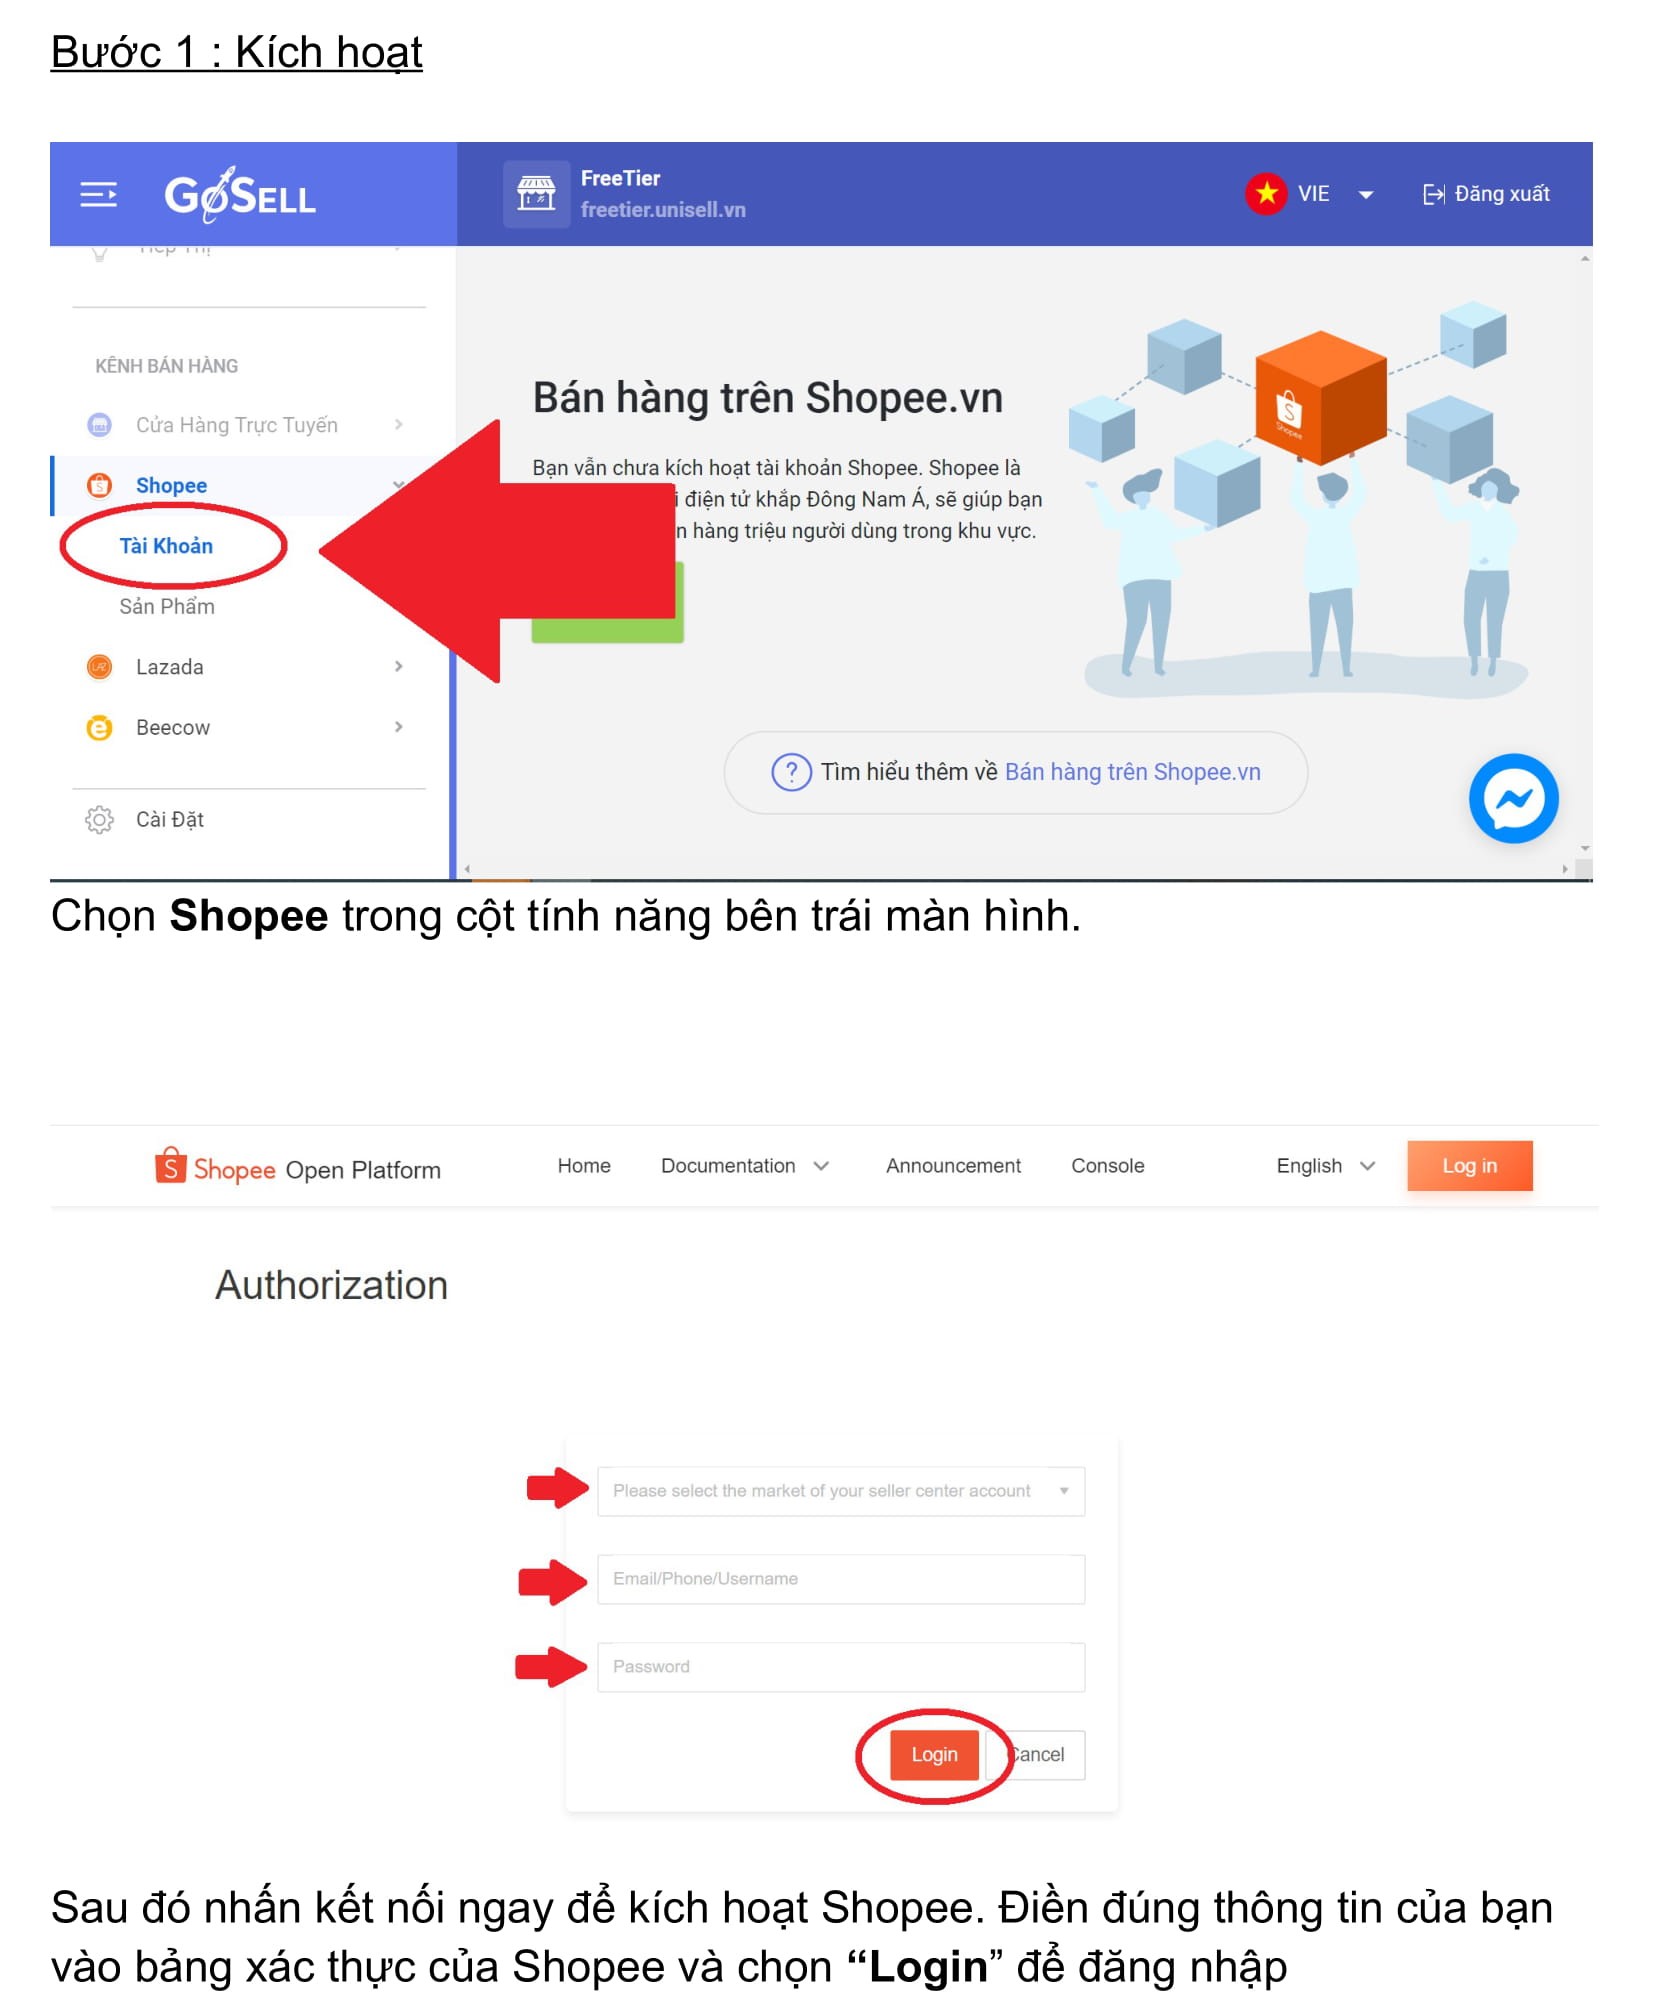 Bước 1 : Kích hoạt
GoSELL
FreeTier
freetier.unisell.vn
VIE
Đăng xuất
KÊNH BÁN HÀNG
Cửa Hàng Trực Tuyến
Shopee
Tài Khoản
Sản Phẩm
Lazada
Beecow
Cài Đặt
Bán hàng trên Shopee.vn
Bạn vẫn chưa kích hoạt tài khoản Shopee. Shopee là
điện tử khắp Đông Nam Á, sẽ giúp bạn
hàng triệu người dùng trong khu vực.
Shopee
Tìm hiểu thêm về Bán hàng trên Shopee.vn
Chọn Shopee trong cột tính năng bên trái màn hình.
Shopee Open Platform
Home
Documentation
Announcement
Console
English
Log in
Authorization
Please select the market of your seller center account
Email/Phone/Username
Password
Login
Cancel
Sau đó nhấn kết nối ngay để kích hoạt Shopee. Điền đúng thông tin của bạn
vào bảng xác thực của Shopee và chọn “Login” để đăng nhập